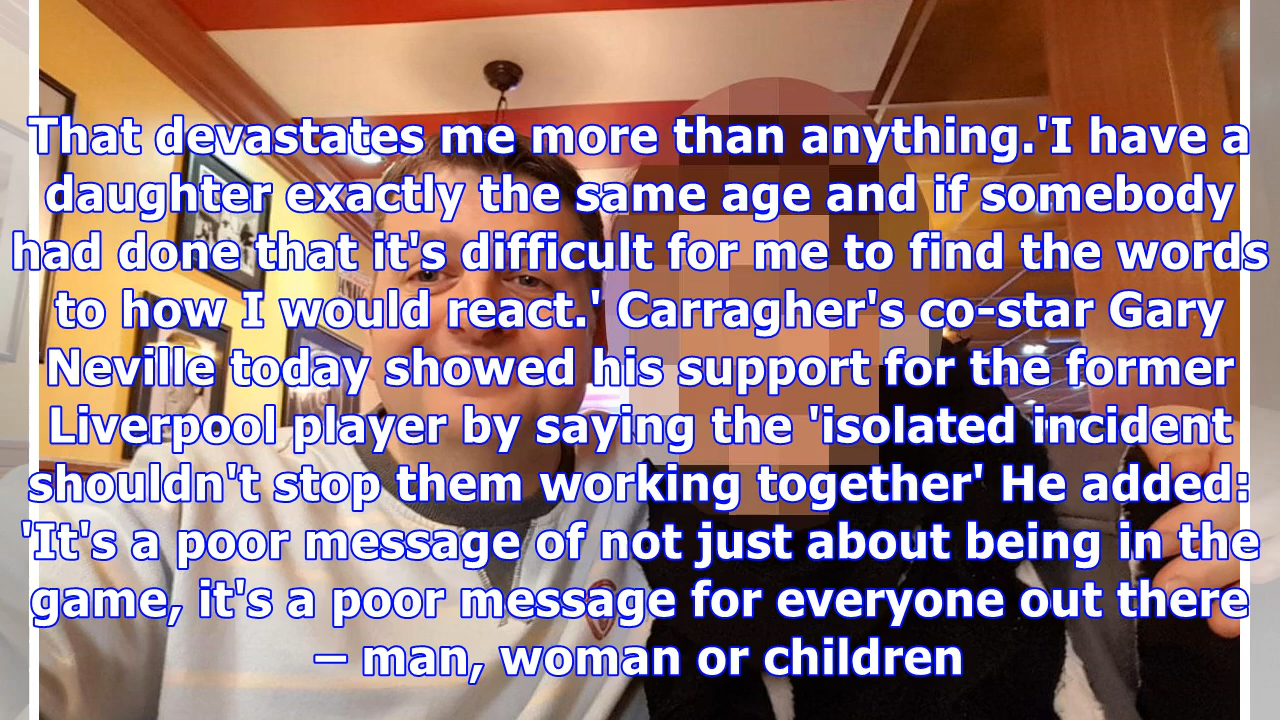 That devastates me more than anything.'I have a
daughter exactly the same age and if somebody
had done that it's difficult for me to find the words
to how I would react.' Carragher's co-star Gary
Neville today showed his support for the former
Liverpool player by saying the 'isolated incident
shouldn't stop them working together' He added:
'It's a poor message of not just about being in the
game, it's a poor message for everyone out there
– man, woman or children